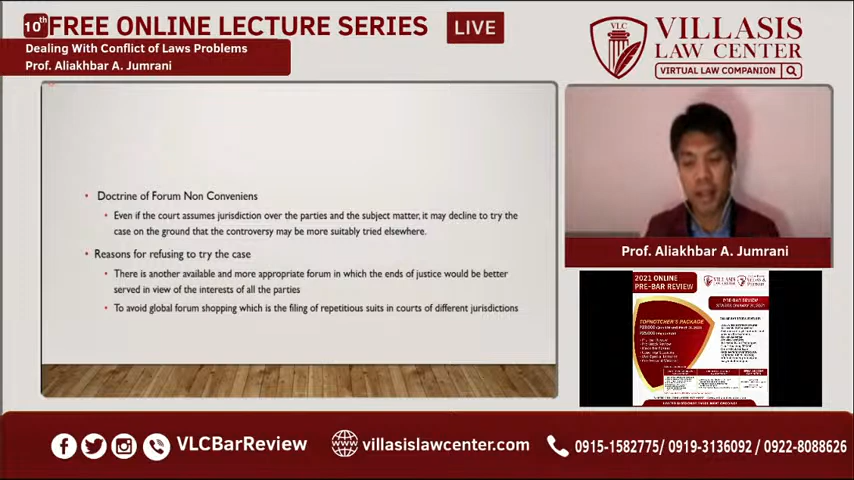 10th FREE ONLINE LECTURE SERIES
LIVE
Dealing With Conflict of Laws Problems
Prof. Aliakhbar A. Jumrani
VLC
VILLASIS
LAW CENTER
VIRTUAL LAW COMPANION
• Doctrine of Forum Non Conveniens
• Even if the court assumes jurisdiction over the parties and the subject matter, it may decline to try the
case on the ground that the controversy may be more suitably tried elsewhere.
• Reasons for refusing to try the case
• There is another available and more appropriate forum in which the ends of justice would be better
served in view of the interests of all the parties
• To avoid global forum shopping which is the filing of repetitious suits in courts of different jurisdictions
Prof. Aliakhbar A. Jumrani
2021 ONLINE
PRE-BAR REVIEW
TOPNOTCHER'S PACKAGE
VLCBarReview
villasislawcenter.com
0915-1582775/ 0919-3136092 / 0922-8088626